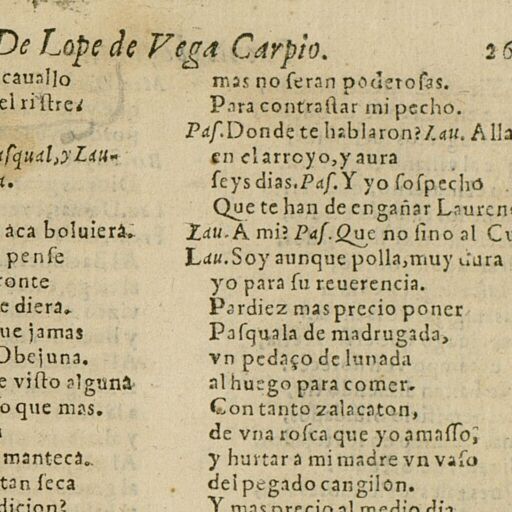 De Lope de Vega Carpio. 26
cauallo
el ristre?
asqual, y Lau-
a.
aca boluiera.
pense
ronte
e diera.
ue jamas
Obejuna.
e visto alguna
o que mas.
manteca.
tan seca
dicion?
mas no seran poderosas.
Para contrastar mi pecho.
Pas. Donde te hablaron? Lau. Alla
en el arroyo, y aura
seys dias. Pas. Y yo sospecho
Que te han de engañar Lauren
Lau. A mi? Pas. Que no sino al Cu
Lau. Soy aunque polla, muy dura
yo para su reuerencia.
Pardiez mas precio poner
Pasquala de madrugada,
vn pedaço de lunada
al huego para comer.
Con tanto zalacaton,
de vna rosca que yo amasso;
y hurtar a mi madre vn vaso
del pegado cangilon.
Y mas precio al medio dia